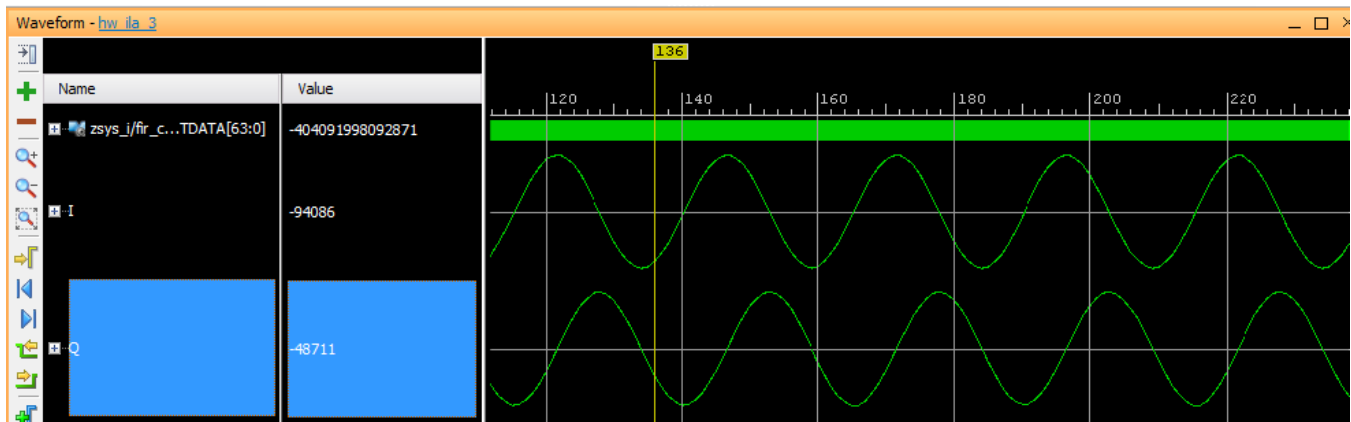 Waveform - hw_ila_3
136
Name Value
120 140 160 180 200 220
zsys_i/fir_c...TDATA[63:0] -404091998092871
I -94086
Q -48711